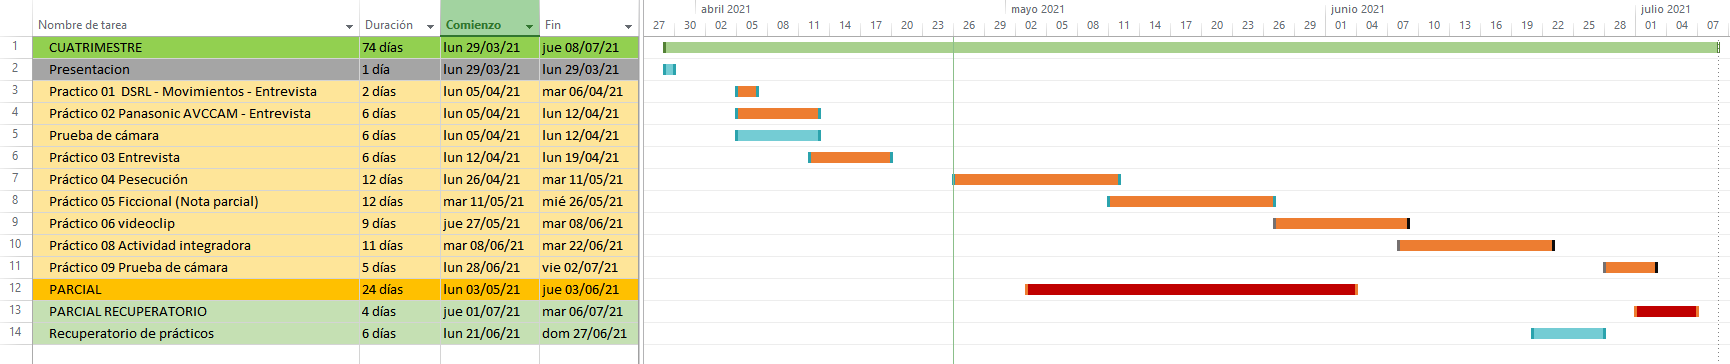 abril 2021 mayo 2021 junio 2021 julio 2021
Nombre de tarea Duración Comienzo Fin 27 30 02 05 08 11 14 17 20 23 26 29 02 05 08 11 14 17 20 23 26 29 01 04 07 10 13 16 19 22 25 28 01 04 07
1 CUATRIMESTRE 74 días lun 29/03/21 jue 08/07/21
2 Presentacion 1 día lun 29/03/21 lun 29/03/21
3 Practico 01 DSRL - Movimientos - Entrevista 2 días lun 05/04/21 mar 06/04/21
4 Práctico 02 Panasonic AVCCAM - Entrevista 6 días lun 05/04/21 lun 12/04/21
5 Prueba de cámara 6 días lun 05/04/21 lun 12/04/21
6 Práctico 03 Entrevista 6 días lun 12/04/21 lun 19/04/21
7 Práctico 04 Pesecución 12 días lun 26/04/21 mar 11/05/21
8 Práctico 05 Ficcional (Nota parcial) 12 días mar 11/05/21 mié 26/05/21
9 Práctico 06 videoclip 9 días jue 27/05/21 mar 08/06/21
10 Práctico 08 Actividad integradora 11 días mar 08/06/21 mar 22/06/21
11 Práctico 09 Prueba de cámara 5 días lun 28/06/21 vie 02/07/21
12 PARCIAL 24 días lun 03/05/21 jue 03/06/21
13 PARCIAL RECUPERATORIO 4 días jue 01/07/21 mar 06/07/21
14 Recuperatorio de prácticos 6 días lun 21/06/21 dom 27/06/21